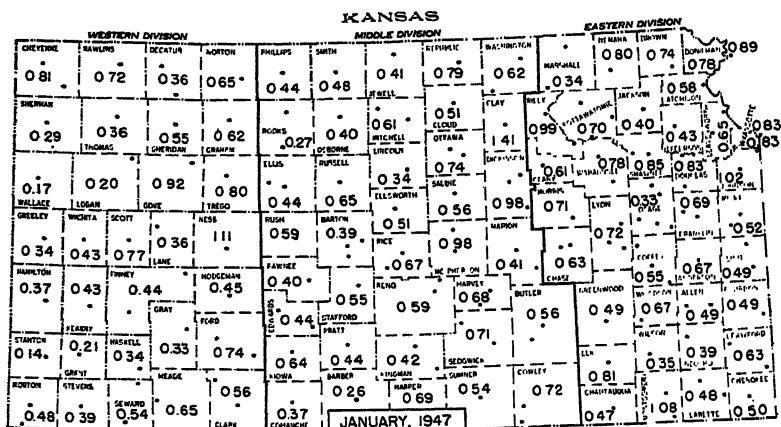 KANSAS
WESTERN DIVISION MIDDLE DIVISION EASTERN DIVISION
CHEYENNE RAWLINS DECATUR NORTON PHILLIPS SMITH JEWELL REPUBLIC WASHINGTON MARSHALL NEMAHA BROWN DONIPHAN
0.81 0.72 0.36 0.65 0.44 0.48 0.41 0.79 0.62 0.34 0.80 0.74 0.78 0.89
SHERMAN THOMAS SHERIDAN GRAHAM ROOKS OSBORNE MITCHELL CLOUD CLAY RILEY POTTAWATOMIE JACKSON ATCHISON
0.29 0.36 0.55 0.62 0.27 0.40 0.61 0.51 1.41 0.99 0.70 0.40 0.58 0.43 0.65 0.83
0.83
WALLACE LOGAN GOVE TREGO ELLIS RUSSELL LINCOLN OTTAWA DICKINSON GEARY WABAUNSEE SHAWNEE DOUGLAS
0.17 0.20 0.92 0.80 0.44 0.65 0.34 0.74 0.61 0.78 0.85 0.83
ELLSWORTH SALINE MORRIS
0.51 0.56 0.98 0.71
GREELEY WICHITA SCOTT LANE NESS RUSH BARTON RICE MC PHERSON MARION CHASE LYON OSAGE FRANKLIN
0.34 0.43 0.77 0.36 1.11 0.59 0.39 0.67 0.98 0.41 0.63 0.72 0.33 0.69 0.52
HAMILTON KEARNY FINNEY HODGEMAN PAWNEE STAFFORD RENO HARVEY BUTLER GREENWOOD COFFEY ANDERSON
0.37 0.43 0.44 0.45 0.40 0.55 0.59 0.68 0.56 0.49 0.55 0.67 0.49
EDWARDS WOODSON ALLEN
0.44 0.67 0.49 0.49
STANTON GRANT HASKELL GRAY FORD KIOWA PRATT KINGMAN SEDGWICK ELK WILSON CRAWFORD
0.14 0.21 0.34 0.33 0.74 0.64 0.44 0.42 0.71 0.81 0.35 0.39 0.63
MORTON STEVENS SEWARD MEADE CLARK COMANCHE BARBER HARPER SUMNER COWLEY CHAUTAUQUA LABETTE CHEROKEE
0.48 0.39 0.54 0.65 0.56 0.37 0.26 0.69 0.54 0.72 0.47 1.08 0.48 0.50
JANUARY, 1947